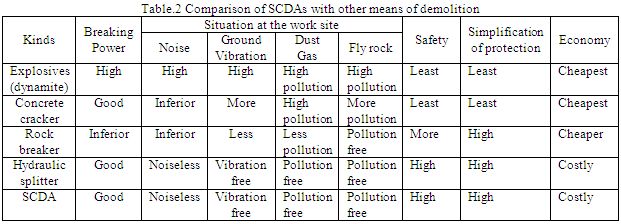 Table.2 Comparison of SCDAs with other means of demolition
Kinds Breaking Power Situation at the work site Safety Simplification of protection Economy
Noise Ground Vibration Dust Gas Fly rock
Explosives (dynamite) High High High High pollution High pollution Least Least Cheapest
Concrete cracker Good Inferior More High pollution More pollution Least Least Cheapest
Rock breaker Inferior Inferior Less Less pollution Pollution free More High Cheaper
Hydraulic splitter Good Noiseless Vibration free Pollution free Pollution free High High Costly
SCDA Good Noiseless Vibration free Pollution free Pollution free High High Costly